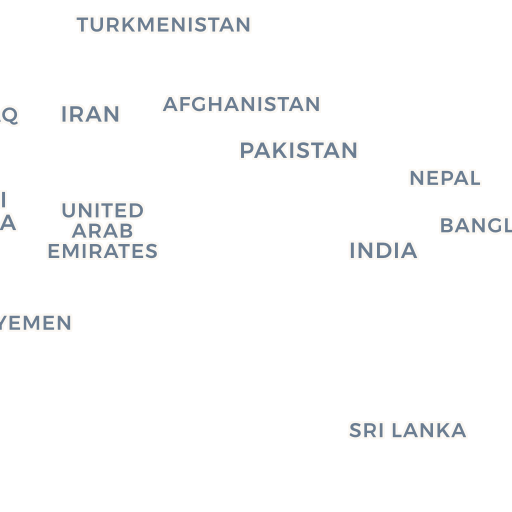 TURKMENISTAN
AFGHANISTAN
IRAN
Q
PAKISTAN
NEPAL
I
A
UNITED
ARAB
EMIRATES
BANGL
INDIA
YEMEN
SRI LANKA